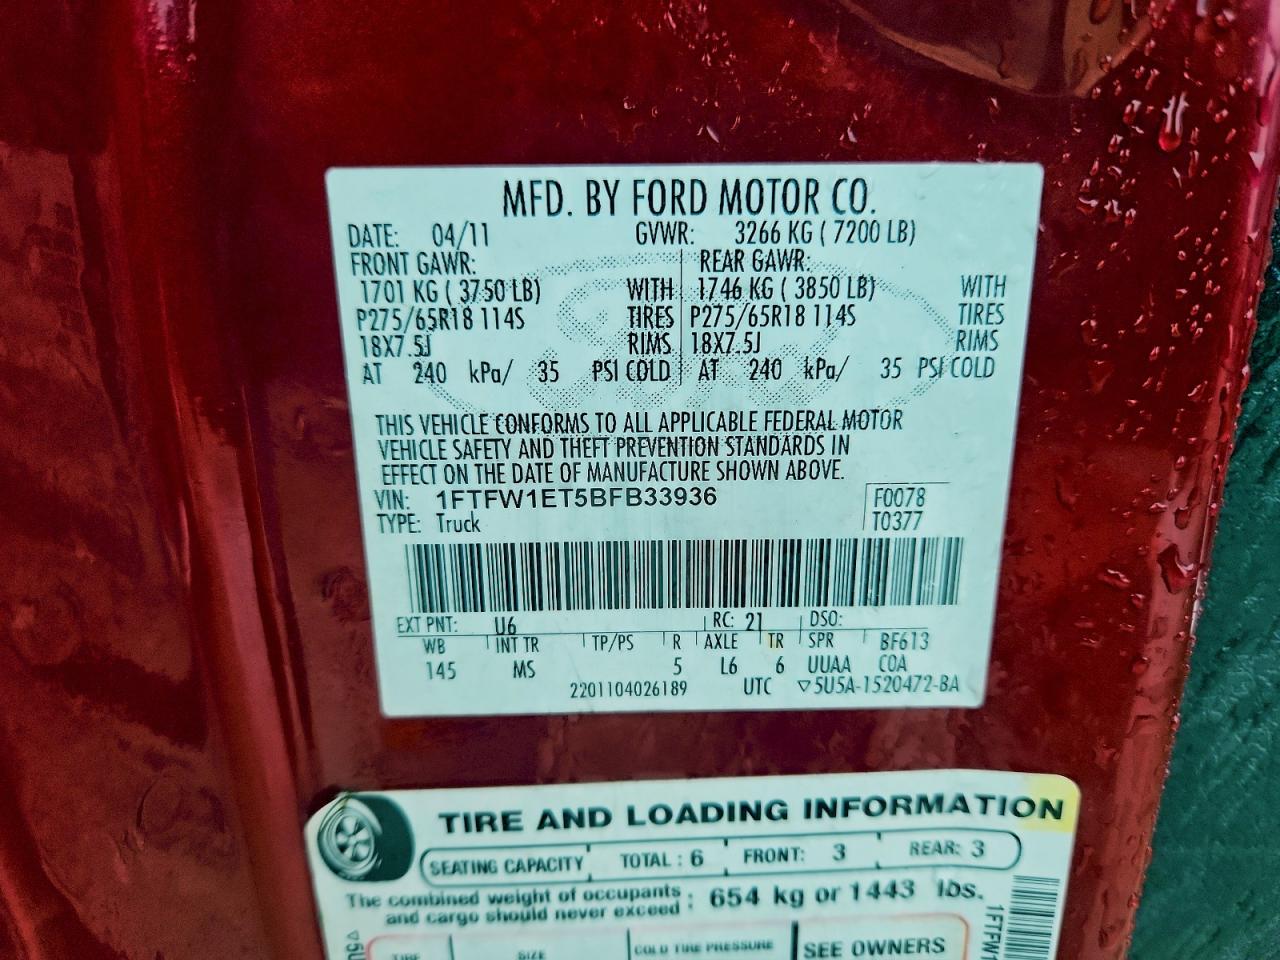 MFD. BY FORD MOTOR CO.
DATE: 04/11 GVWR: 3266 KG ( 7200 LB)
FRONT GAWR: REAR GAWR:
1701 KG ( 3750 LB) WITH 1746 KG ( 3850 LB) WITH
P275/65R18 114S TIRES P275/65R18 114S TIRES
18X7.5J RIMS 18X7.5J RIMS
AT 240 kPa/ 35 PSI COLD AT 240 kPa/ 35 PSI COLD
THIS VEHICLE CONFORMS TO ALL APPLICABLE FEDERAL MOTOR
VEHICLE SAFETY AND THEFT PREVENTION STANDARDS IN
EFFECT ON THE DATE OF MANUFACTURE SHOWN ABOVE.
VIN: 1FTFW1ET5BFB33936 F0078
TYPE: Truck T0377
EXT PNT: U6 RC: 21 DSO:
WB INT TR TP/PS R AXLE TR SPR BF613
145 MS 5 L6 6 UUAA COA
2201104026189 UTC ▽5U5A-1520472-BA
TIRE AND LOADING INFORMATION
SEATING CAPACITY TOTAL : 6 FRONT: 3 REAR: 3
The combined weight of occupants : 654 kg or 1443 lbs.
and cargo should never exceed
TIRE SIZE COLD TIRE PRESSURE SEE OWNERS
1FTFW1